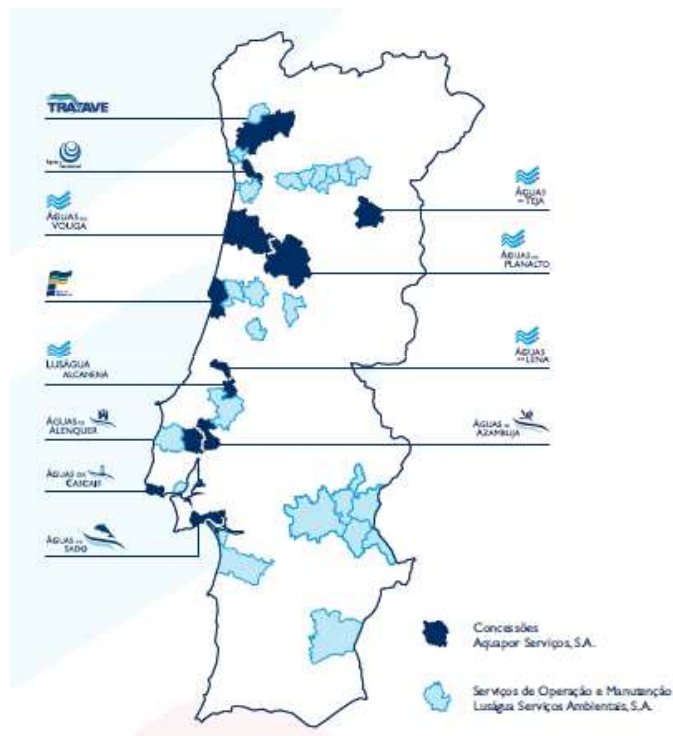 TRATAVE
ÁGUAS DO
VOUGA
LUSÁGUA
ALCANENA
ÁGUAS DE
ALENQUER
ÁGUAS DE
CASCAIS
ÁGUAS DO
SADO
ÁGUAS DE
TEJA
ÁGUAS DO
PLANALTO
ÁGUAS DO
LENA
ÁGUAS DA
AZAMBUJA
Concessões
Aquapor Serviços, S.A.
Serviços de Operação e Manutenção
Luságua Serviços Ambientais, S.A.